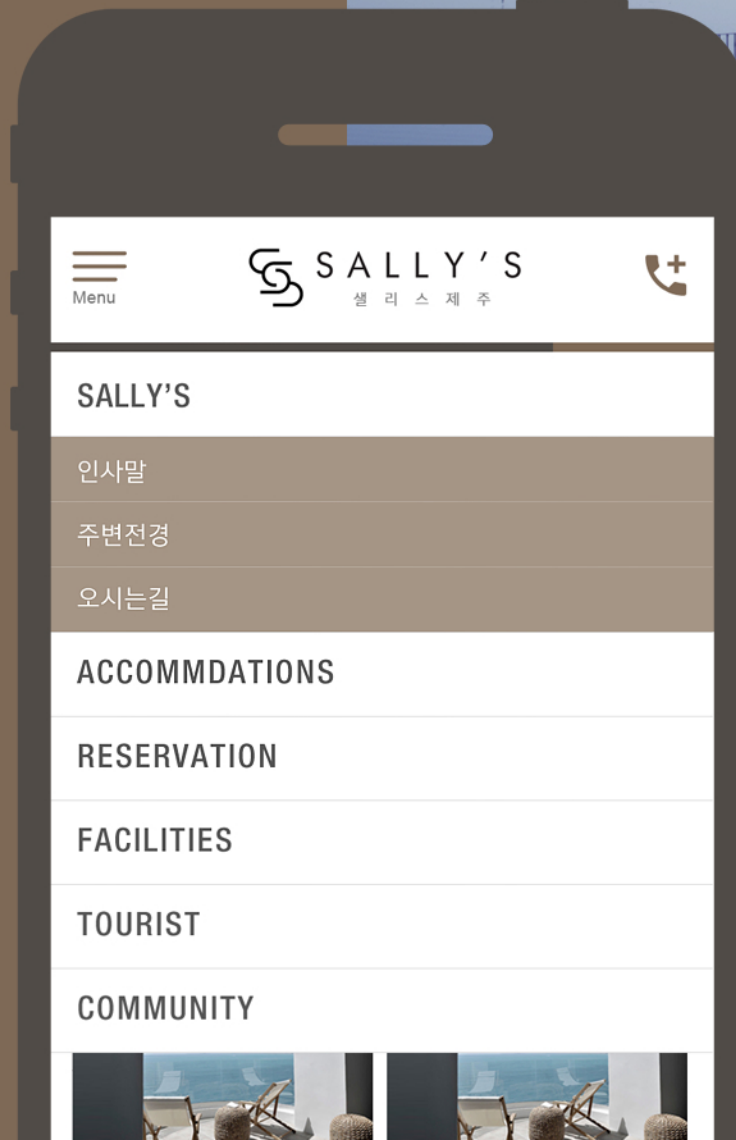 SALLY'S
샐리스제주
Menu
SALLY’S
인사말
주변전경
오시는길
ACCOMMDATIONS
RESERVATION
FACILITIES
TOURIST
COMMUNITY